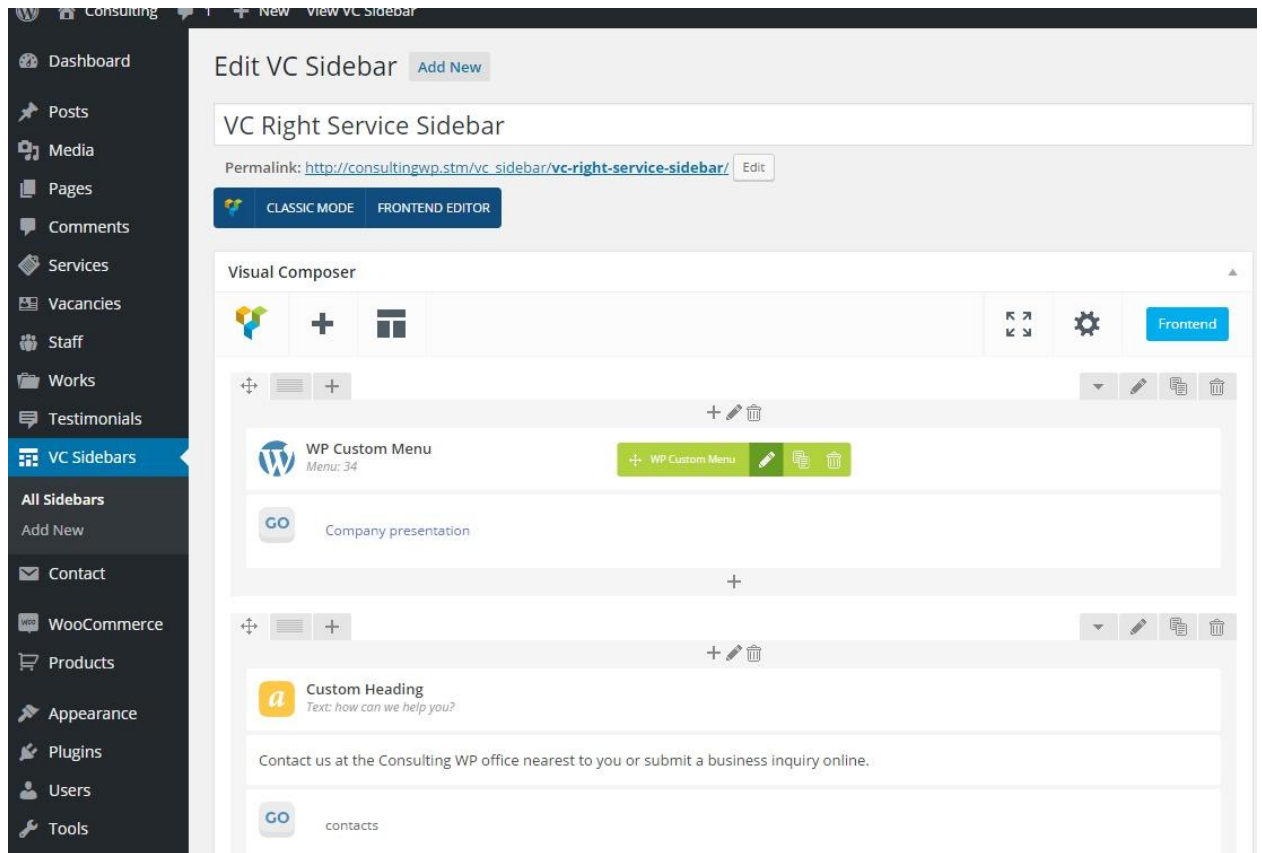 Consulting 1 + New View VC Sidebar
Dashboard
Posts
Media
Pages
Comments
Services
Vacancies
Staff
Works
Testimonials
VC Sidebars
All Sidebars
Add New
Contact
WooCommerce
Products
Appearance
Plugins
Users
Tools
Edit VC Sidebar Add New
VC Right Service Sidebar
Permalink: http://consultingwp.stm/vc_sidebar/vc-right-service-sidebar/ Edit
CLASSIC MODE FRONTEND EDITOR
Visual Composer
Frontend
WP Custom Menu
Menu: 34
WP Custom Menu
GO Company presentation
Custom Heading
Text: how can we help you?
Contact us at the Consulting WP office nearest to you or submit a business inquiry online.
GO contacts